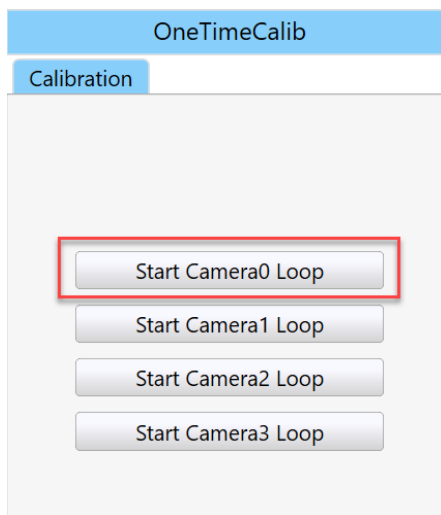 OneTimeCalib
Calibration
Start Camera0 Loop
Start Camera1 Loop
Start Camera2 Loop
Start Camera3 Loop